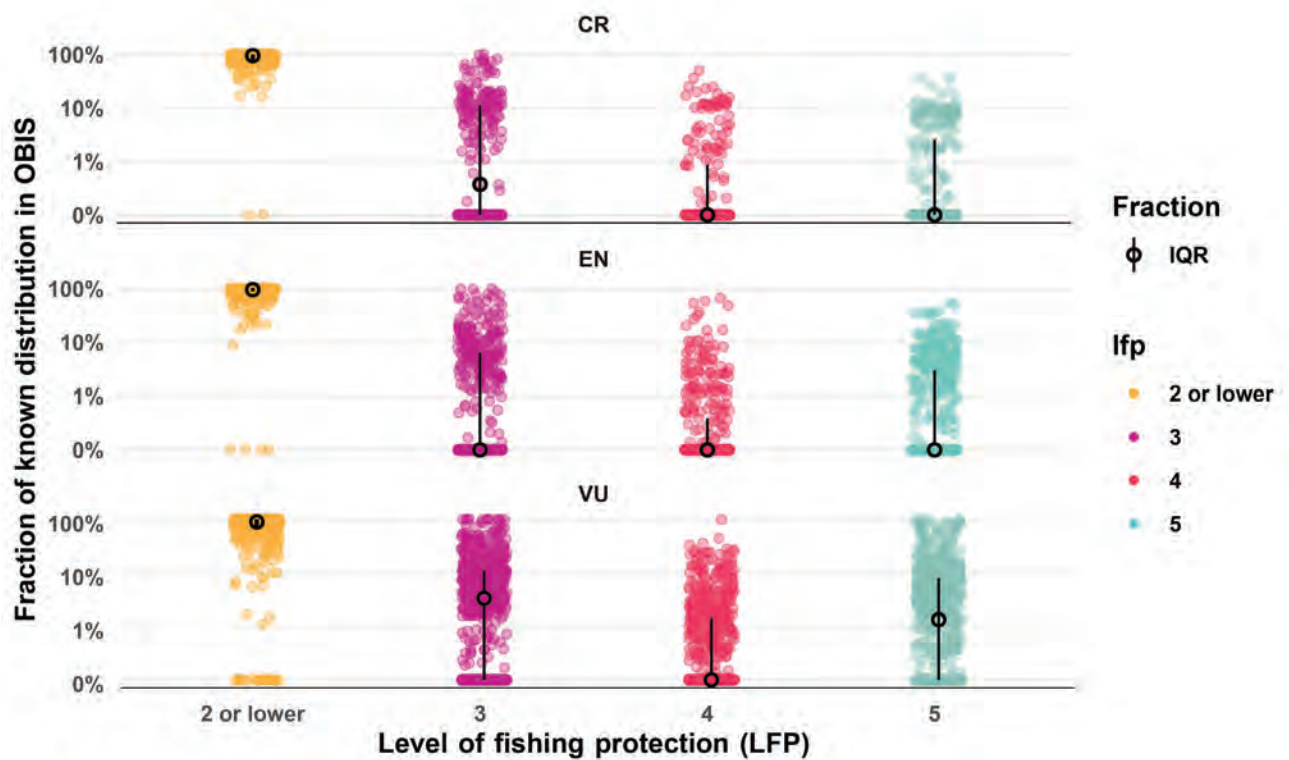 CR
100%
10%
1%
0%
EN
100%
10%
1%
0%
VU
100%
10%
1%
0%
2 or lower
3
4
5
Level of fishing protection (LFP)
Fraction of known distribution in OBIS
Fraction
IQR
lfp
2 or lower
3
4
5